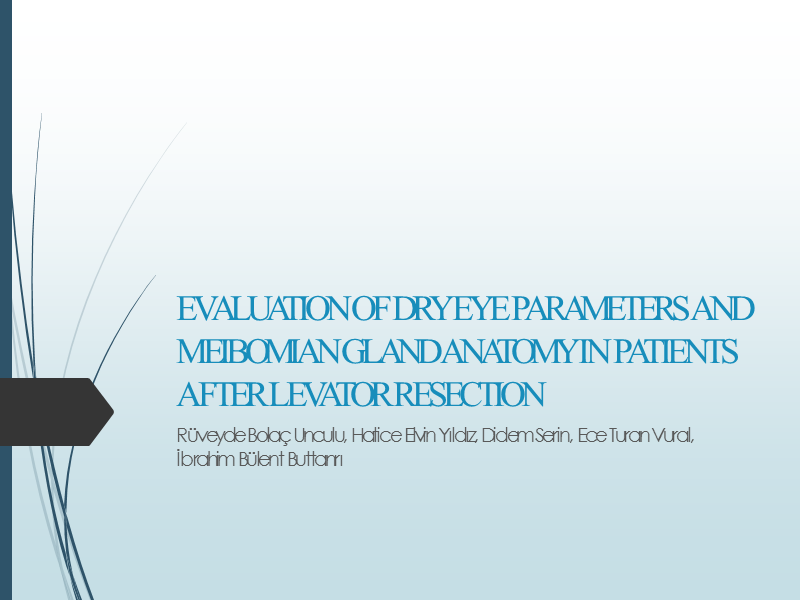 EVALUATION OF DRY EYE PARAMETERS AND
MEIBOMIAN GLAND ANATOMY IN PATIENTS
AFTER LEVATOR RESECTION
Rüveyde Bolaç Unculu, Hatice Elvin Yıldız, Didem Serin, Ece Turan Vural,
İbrahim Bülent Buttanrı